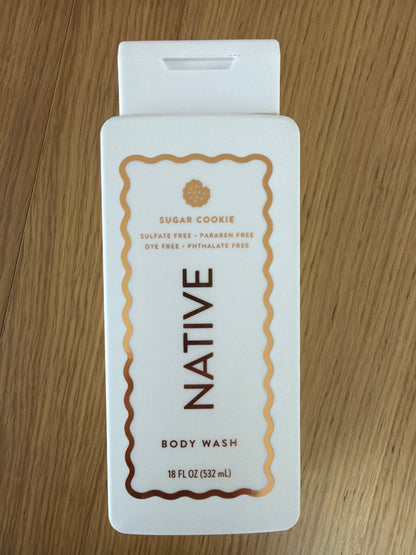 SUGAR COOKIE
SULFATE FREE • PARABEN FREE
DYE FREE • PHTHALATE FREE
NATIVE
BODY WASH
18 FL OZ (532 mL)